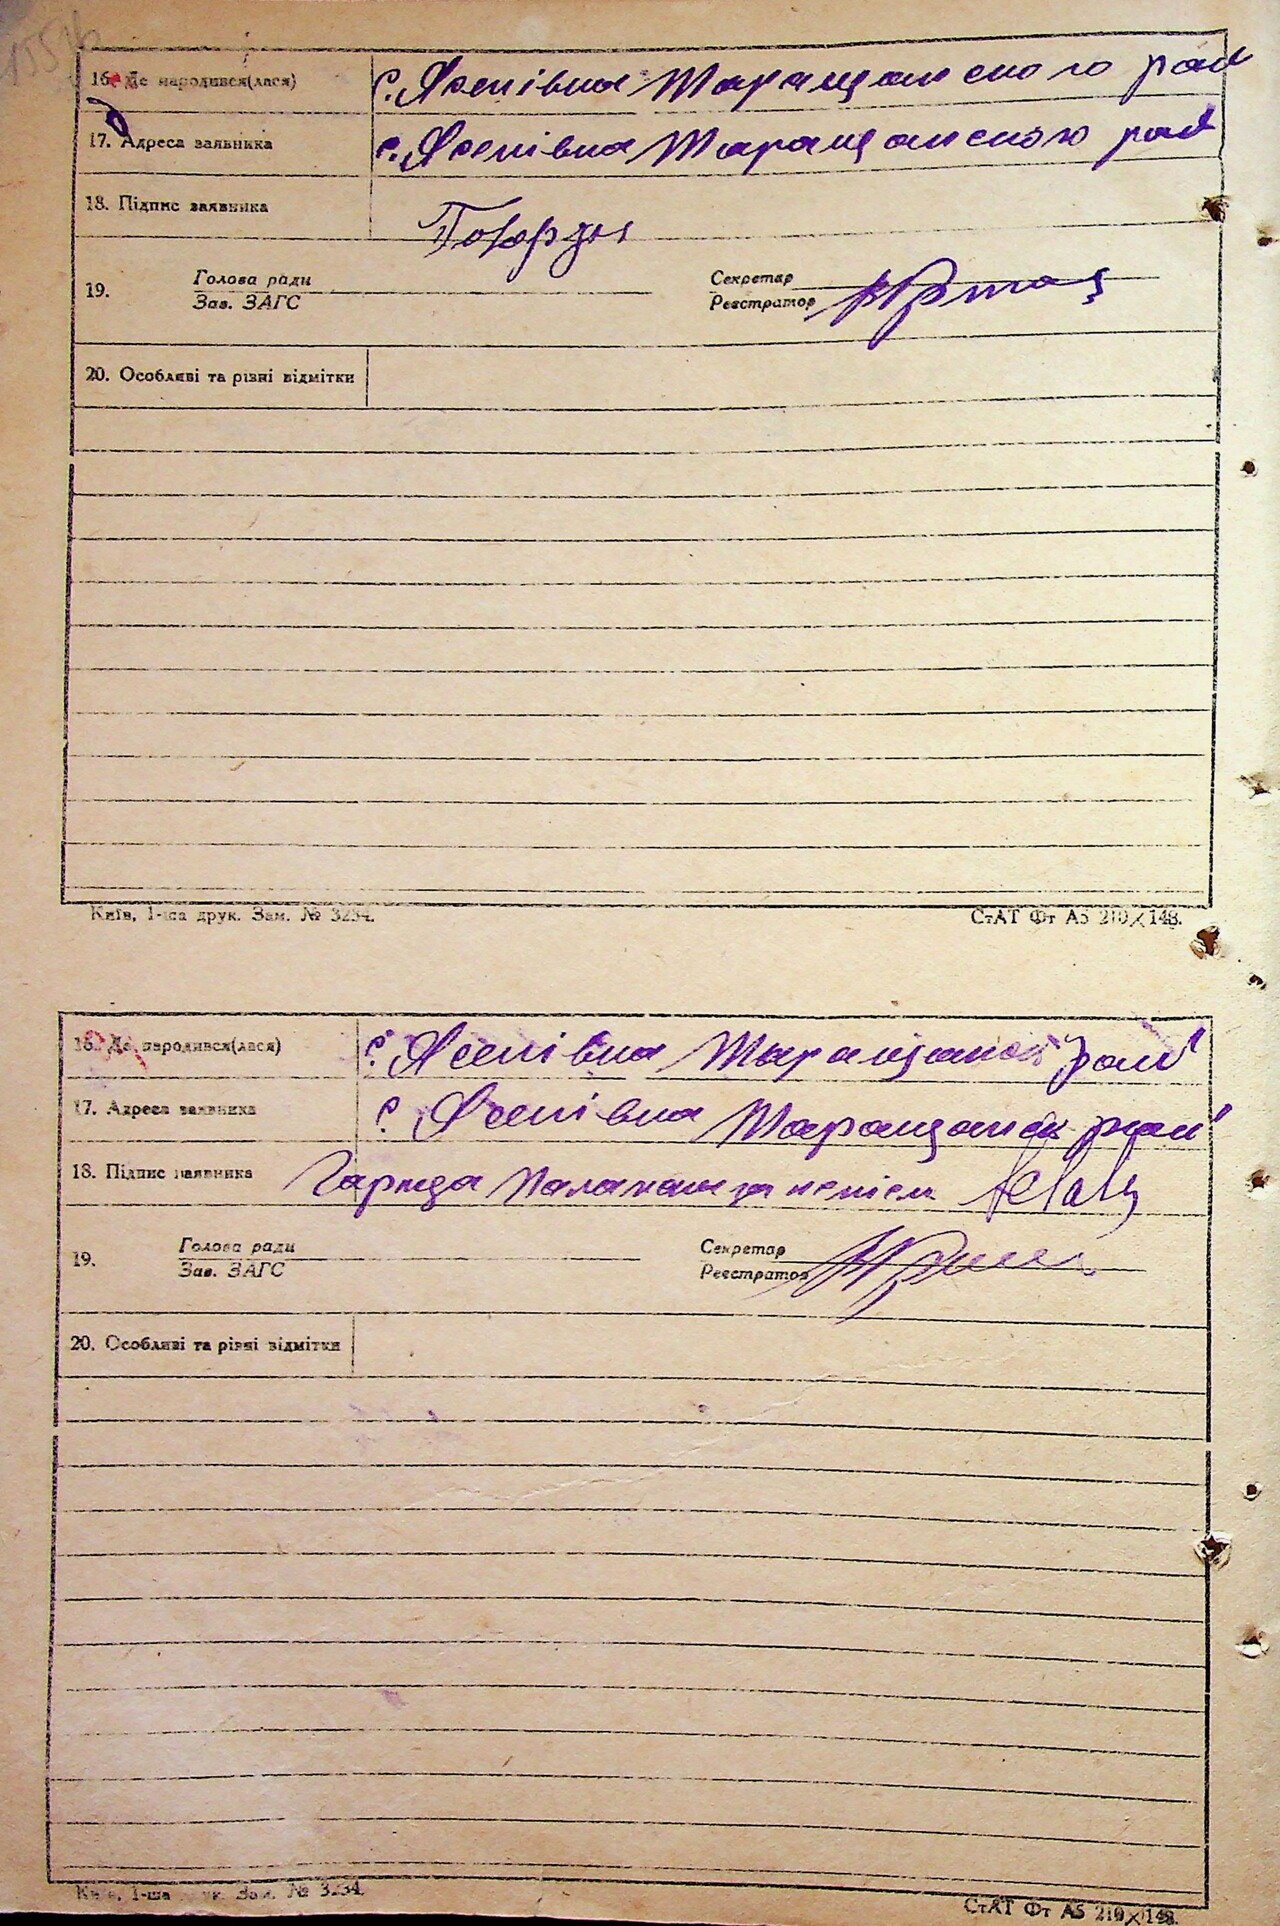 16. Де народився(лася) с. Ясенівка Таращанського рай
17. Адреса заявника с. Ясенівка Таращанського рай
18. Підпис заявника
19. Голова ради Секретар
Зав. ЗАГС Реєстратор
20. Особливі та різні відмітки
Київ, 1-ша друк. Зам. № 3234. СтАТ Фт А5 210×148.
16. Де народився(лася) с. Ясенівка Таращанськ рай
17. Адреса заявника с. Ясенівка Таращанськ рай
18. Підпис заявника
19. Голова ради Секретар
Зав. ЗАГС Реєстратор
20. Особливі та різні відмітки
Київ, 1-ша друк. Зам. № 3234. СтАТ Фт А5 210×148.